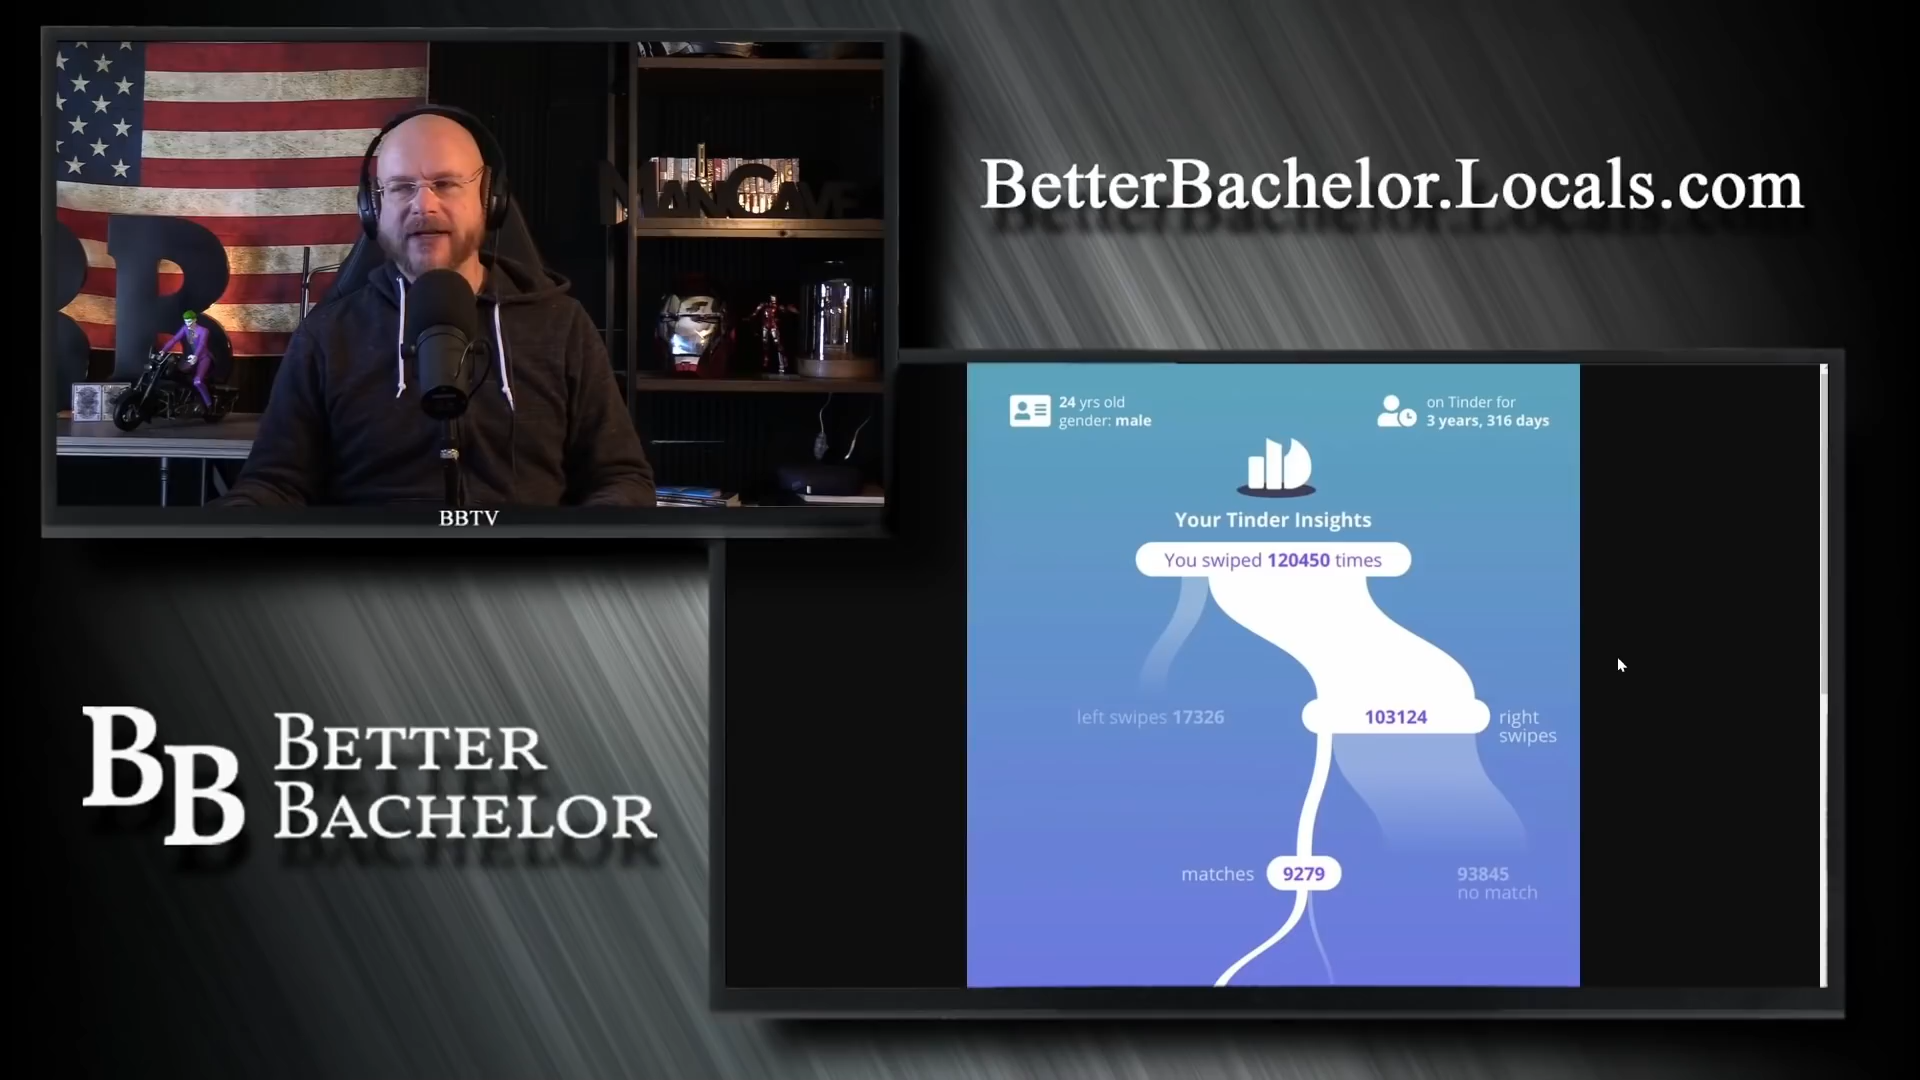 MANCAVE
BBTV
BetterBachelor.Locals.com
BB
BETTER
BACHELOR
24 yrs old
gender: male
on Tinder for
3 years, 316 days
Your Tinder Insights
You swiped 120450 times
left swipes 17326
103124
right
swipes
matches
9279
93845
no match